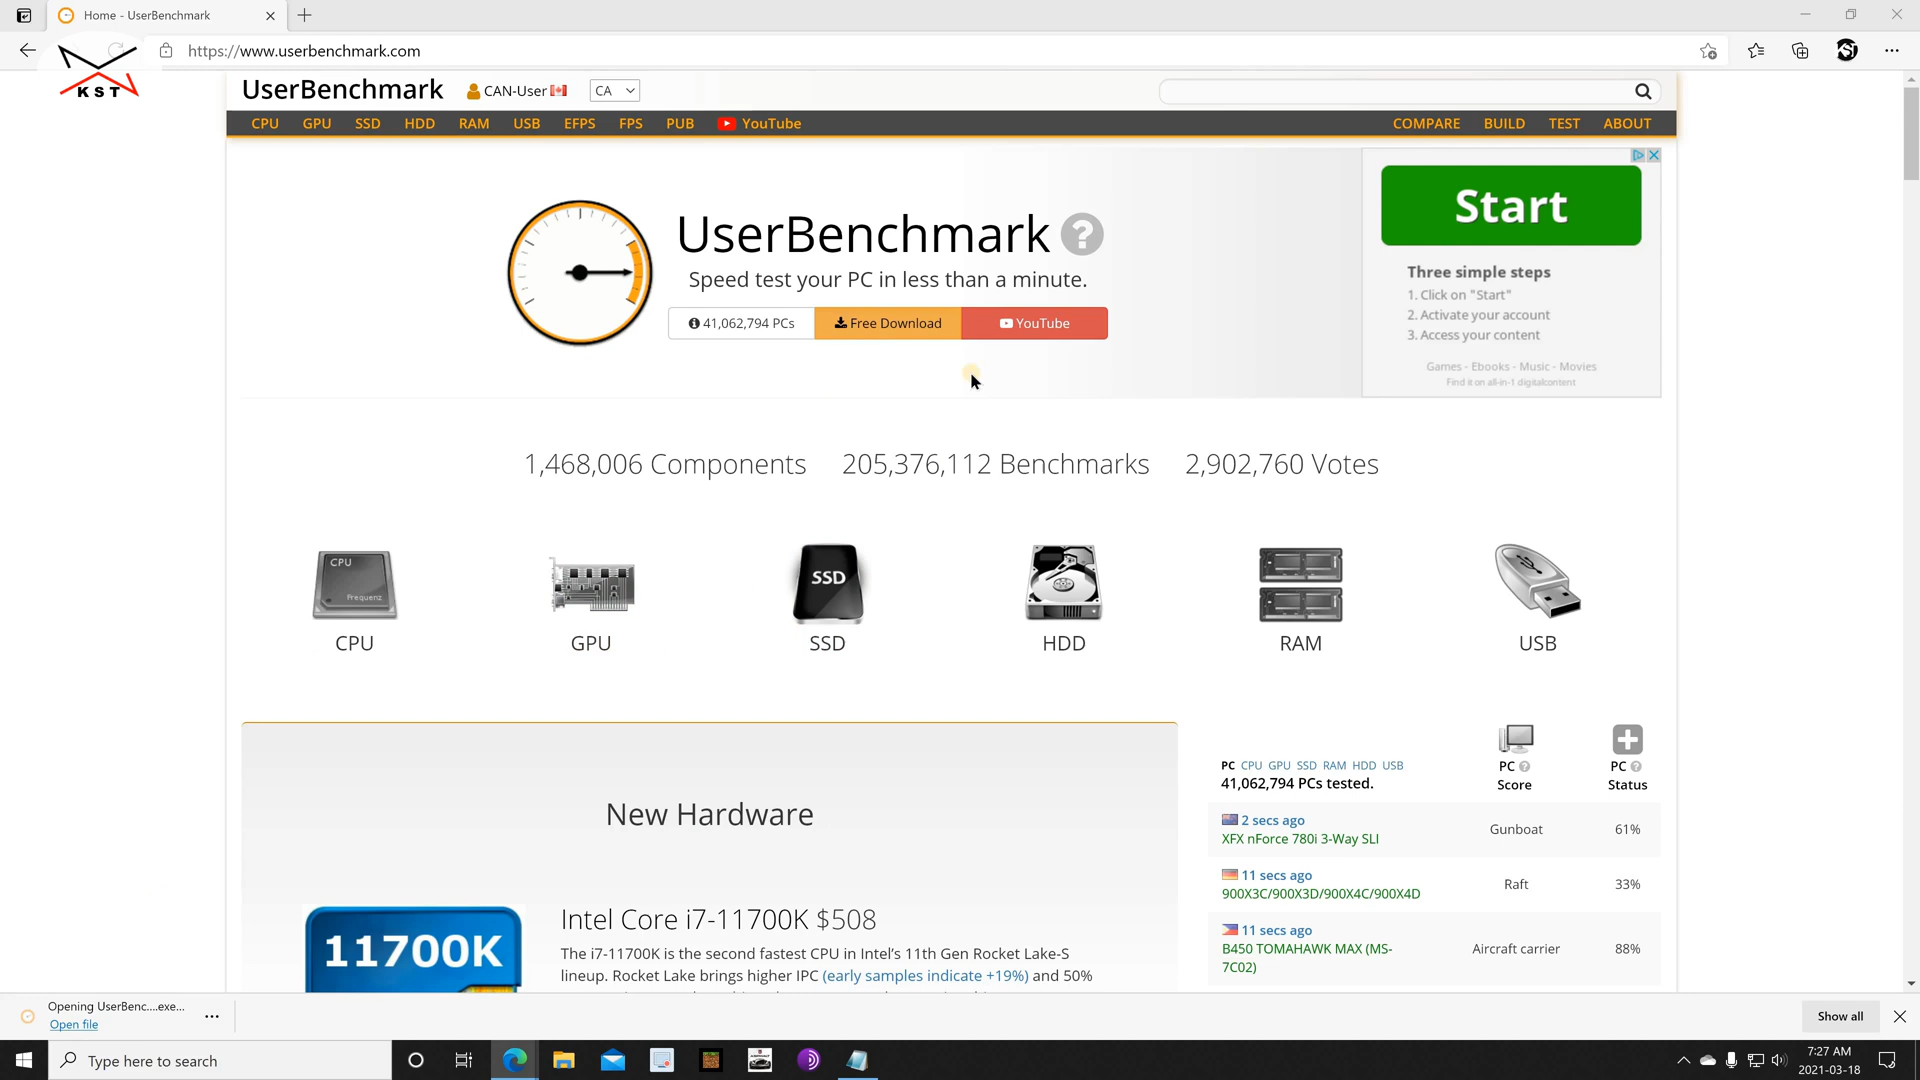 Home - UserBenchmark
https://www.userbenchmark.com
KST
UserBenchmark CAN-User CA
CPU GPU SSD HDD RAM USB EFPS FPS PUB YouTube COMPARE BUILD TEST ABOUT
UserBenchmark ?
Speed test your PC in less than a minute.
41,062,794 PCs Free Download YouTube
Start
Three simple steps
1. Click on "Start"
2. Activate your account
3. Access your content
Games - Ebooks - Music - Movies
Find it on all-in-1 digitalcontent
1,468,006 Components 205,376,112 Benchmarks 2,902,760 Votes
CPU
Frequenz
SSD
CPU GPU SSD HDD RAM USB
New Hardware
11700K
Intel Core i7-11700K $508
The i7-11700K is the second fastest CPU in Intel's 11th Gen Rocket Lake-S
lineup. Rocket Lake brings higher IPC (early samples indicate +19%) and 50%
PC CPU GPU SSD RAM HDD USB
41,062,794 PCs tested.
PC ?
Score
PC ?
Status
2 secs ago
XFX nForce 780i 3-Way SLI
Gunboat 61%
11 secs ago
900X3C/900X3D/900X4C/900X4D
Raft 33%
11 secs ago
B450 TOMAHAWK MAX (MS-
7C02)
Aircraft carrier 88%
Opening UserBenc....exe...
Open file
Show all
Type here to search
7:27 AM
2021-03-18